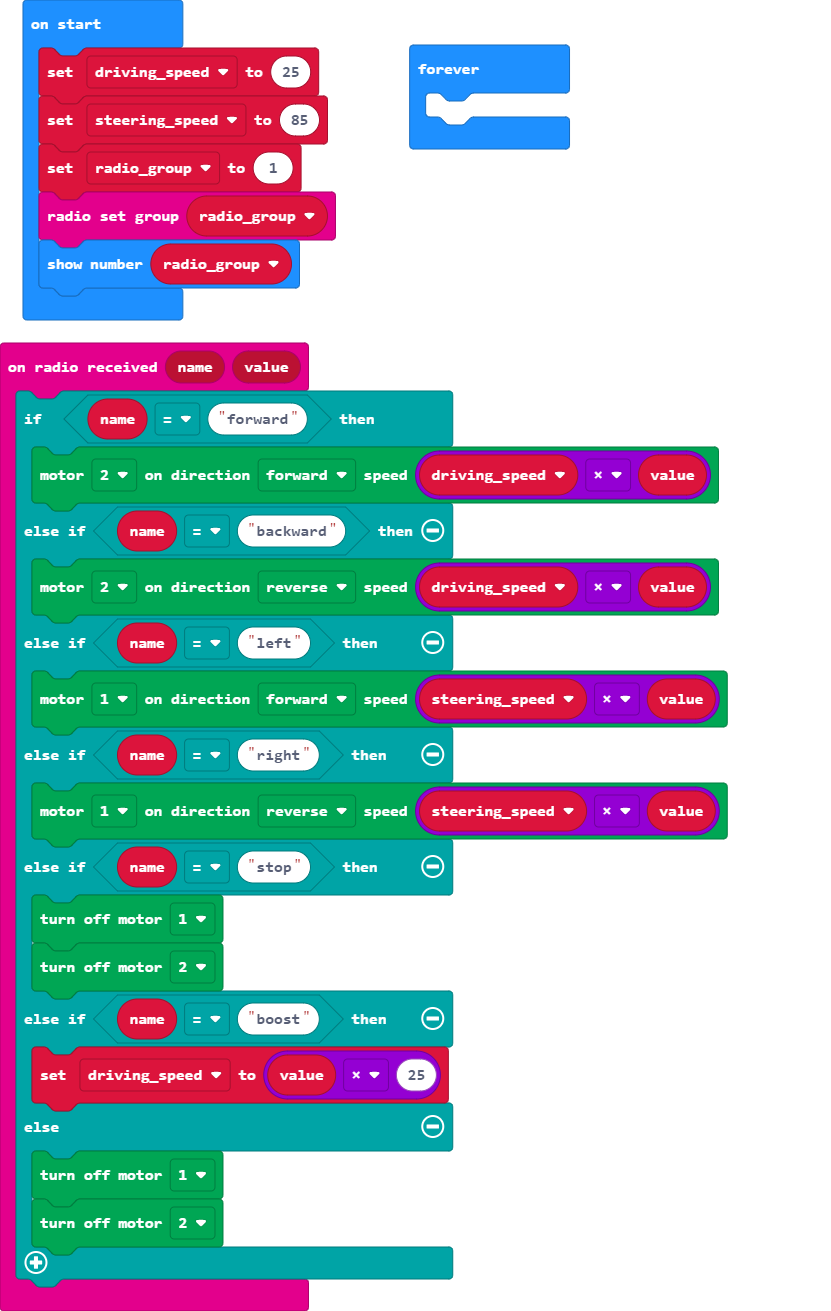 on start
set driving_speed to 25
set steering_speed to 85
set radio_group to 1
radio set group radio_group
show number radio_group
forever
on radio received name value
if name = "forward" then
motor 2 on direction forward speed driving_speed × value
else if name = "backward" then
motor 2 on direction reverse speed driving_speed × value
else if name = "left" then
motor 1 on direction forward speed steering_speed × value
else if name = "right" then
motor 1 on direction reverse speed steering_speed × value
else if name = "stop" then
turn off motor 1
turn off motor 2
else if name = "boost" then
set driving_speed to value × 25
else
turn off motor 1
turn off motor 2